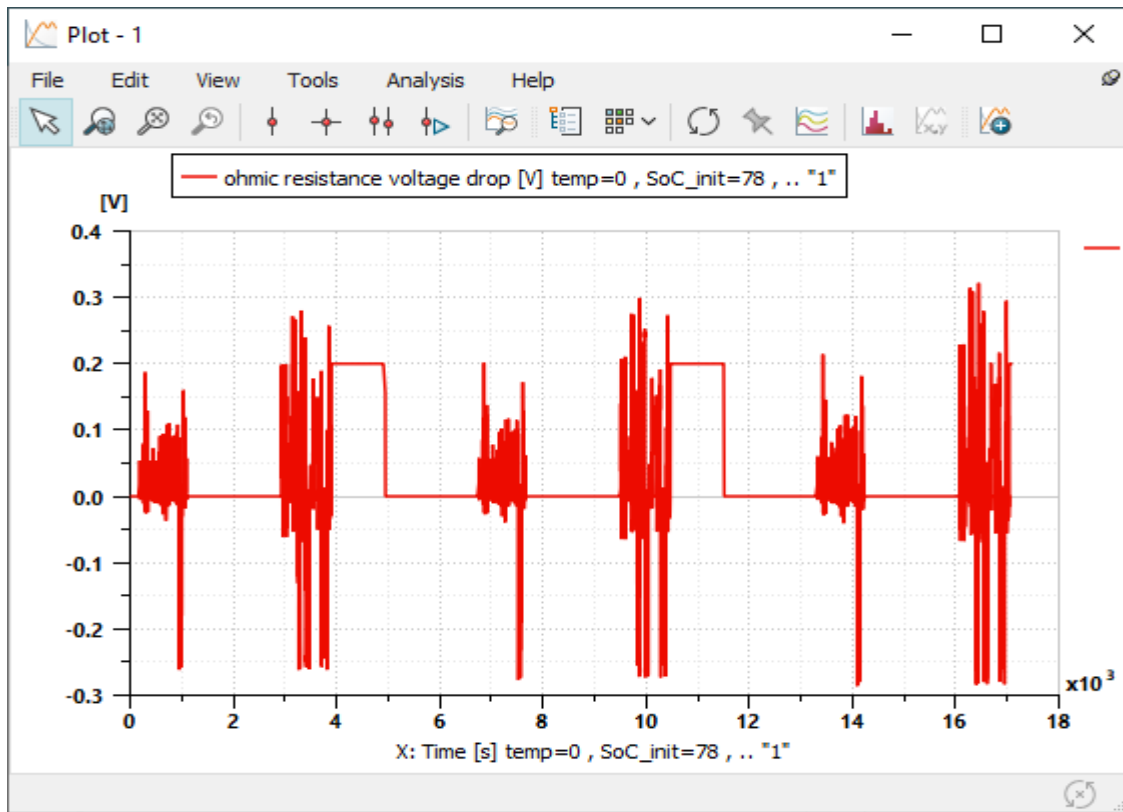 Plot - 1
File Edit View Tools Analysis Help
x,y
ohmic resistance voltage drop [V] temp=0 , SoC_init=78 , .. "1"
[V]
0.4
0.3
0.2
0.1
0.0
-0.1
-0.2
-0.3
x10 3
0 2 4 6 8 10 12 14 16 18
X: Time [s] temp=0 , SoC_init=78 , .. "1"